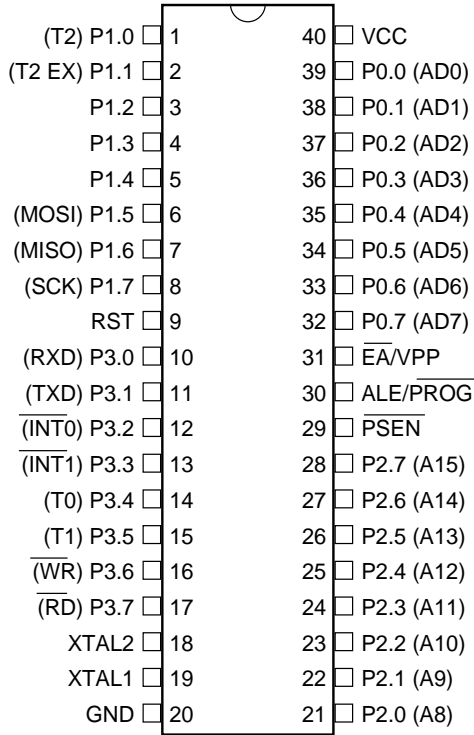 (T2) P1.0 1 40 VCC
(T2 EX) P1.1 2 39 P0.0 (AD0)
P1.2 3 38 P0.1 (AD1)
P1.3 4 37 P0.2 (AD2)
P1.4 5 36 P0.3 (AD3)
(MOSI) P1.5 6 35 P0.4 (AD4)
(MISO) P1.6 7 34 P0.5 (AD5)
(SCK) P1.7 8 33 P0.6 (AD6)
RST 9 32 P0.7 (AD7)
(RXD) P3.0 10 31 E̅A̅/VPP
(TXD) P3.1 11 30 ALE/P̅R̅O̅G̅
(I̅N̅T̅0̅) P3.2 12 29 P̅S̅E̅N̅
(I̅N̅T̅1̅) P3.3 13 28 P2.7 (A15)
(T0) P3.4 14 27 P2.6 (A14)
(T1) P3.5 15 26 P2.5 (A13)
(W̅R̅) P3.6 16 25 P2.4 (A12)
(R̅D̅) P3.7 17 24 P2.3 (A11)
XTAL2 18 23 P2.2 (A10)
XTAL1 19 22 P2.1 (A9)
GND 20 21 P2.0 (A8)